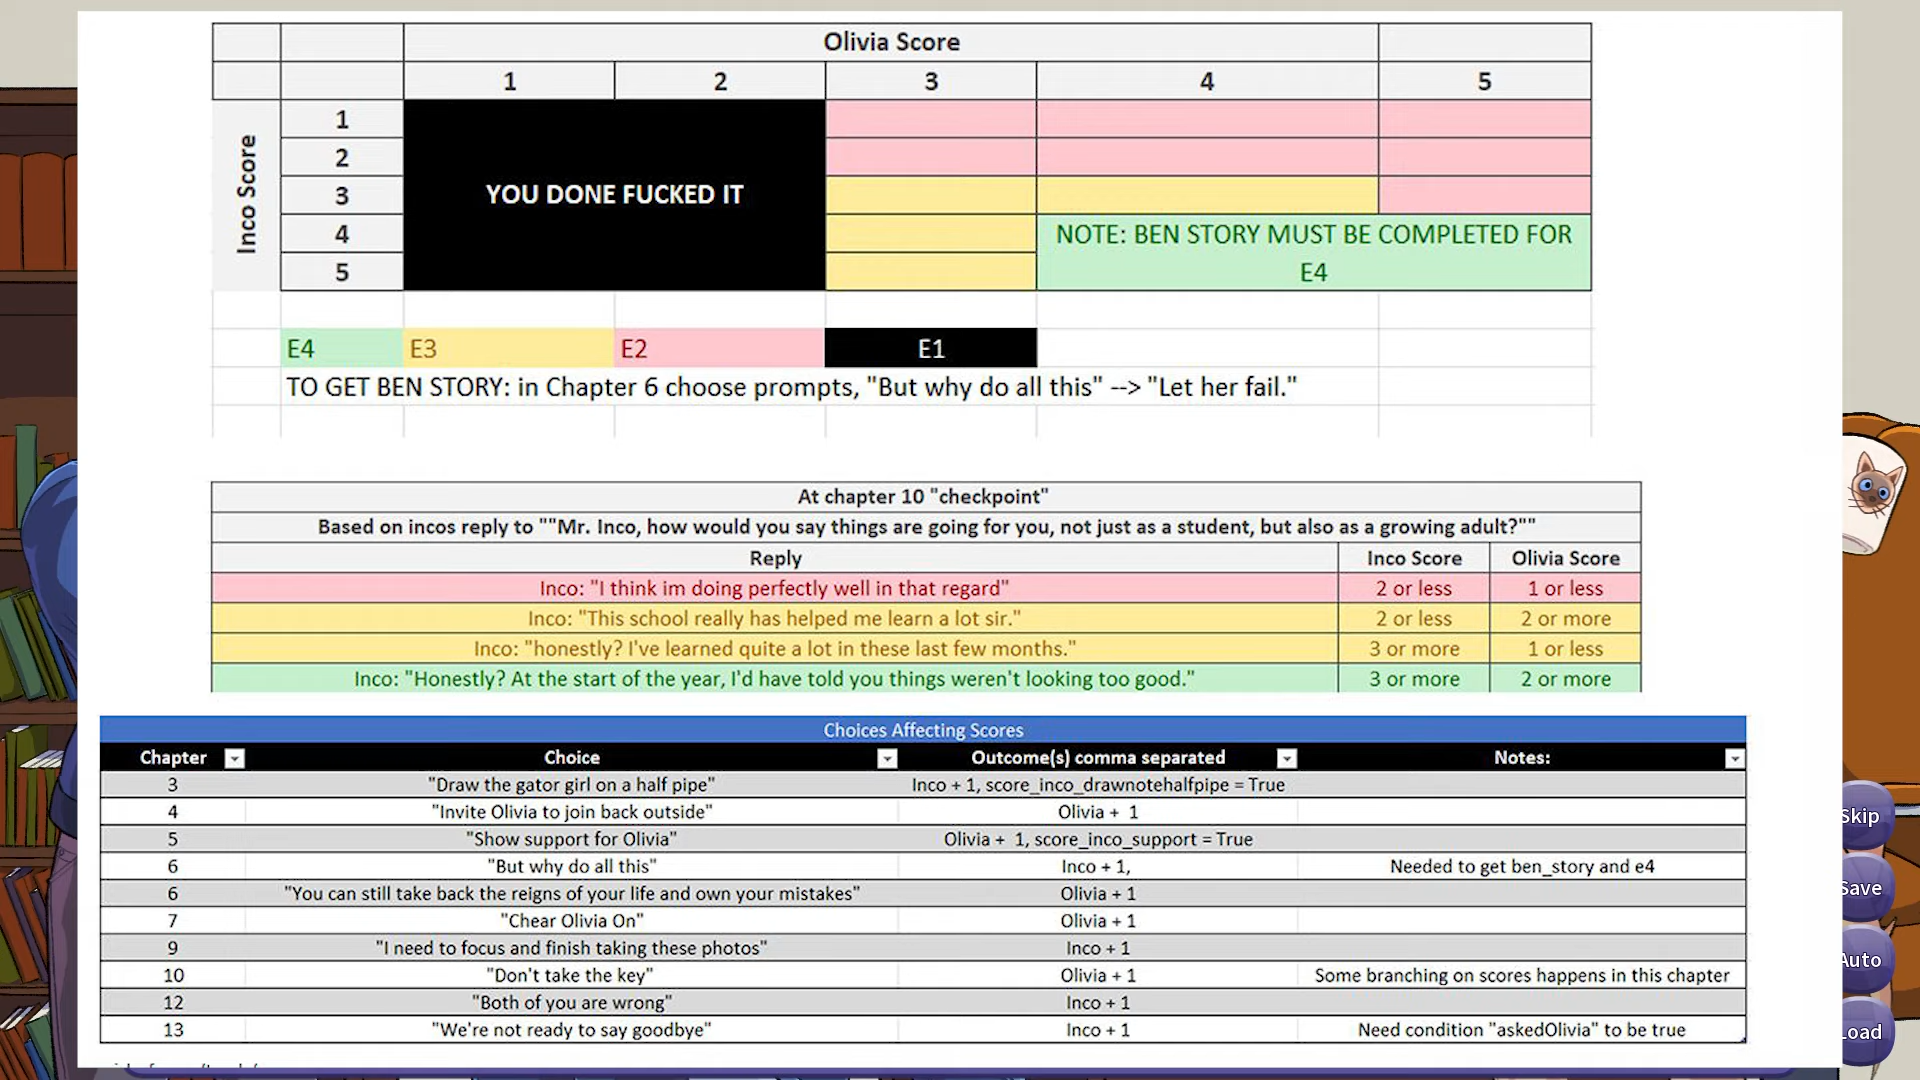 Olivia Score
1 2 3 4 5
Inco Score
1
2
3
4
5
YOU DONE FUCKED IT
NOTE: BEN STORY MUST BE COMPLETED FOR
E4
E4 E3 E2 E1
TO GET BEN STORY: in Chapter 6 choose prompts, "But why do all this" --> "Let her fail."
At chapter 10 "checkpoint"
Based on incos reply to ""Mr. Inco, how would you say things are going for you, not just as a student, but also as a growing adult?""
Reply Inco Score Olivia Score
Inco: "I think im doing perfectly well in that regard" 2 or less 1 or less
Inco: "This school really has helped me learn a lot sir." 2 or less 2 or more
Inco: "honestly? I've learned quite a lot in these last few months." 3 or more 1 or less
Inco: "Honestly? At the start of the year, I'd have told you things weren't looking too good." 3 or more 2 or more
Choices Affecting Scores
Chapter Choice Outcome(s) comma separated Notes:
3 "Draw the gator girl on a half pipe" Inco + 1, score_inco_drawnotehalfpipe = True
4 "Invite Olivia to join back outside" Olivia + 1
5 "Show support for Olivia" Olivia + 1, score_inco_support = True
6 "But why do all this" Inco + 1, Needed to get ben_story and e4
6 "You can still take back the reigns of your life and own your mistakes" Olivia + 1
7 "Chear Olivia On" Olivia + 1
9 "I need to focus and finish taking these photos" Inco + 1
10 "Don't take the key" Olivia + 1 Some branching on scores happens in this chapter
12 "Both of you are wrong" Inco + 1
13 "We're not ready to say goodbye" Inco + 1 Need condition "askedOlivia" to be true
Skip
Save
Auto
Load